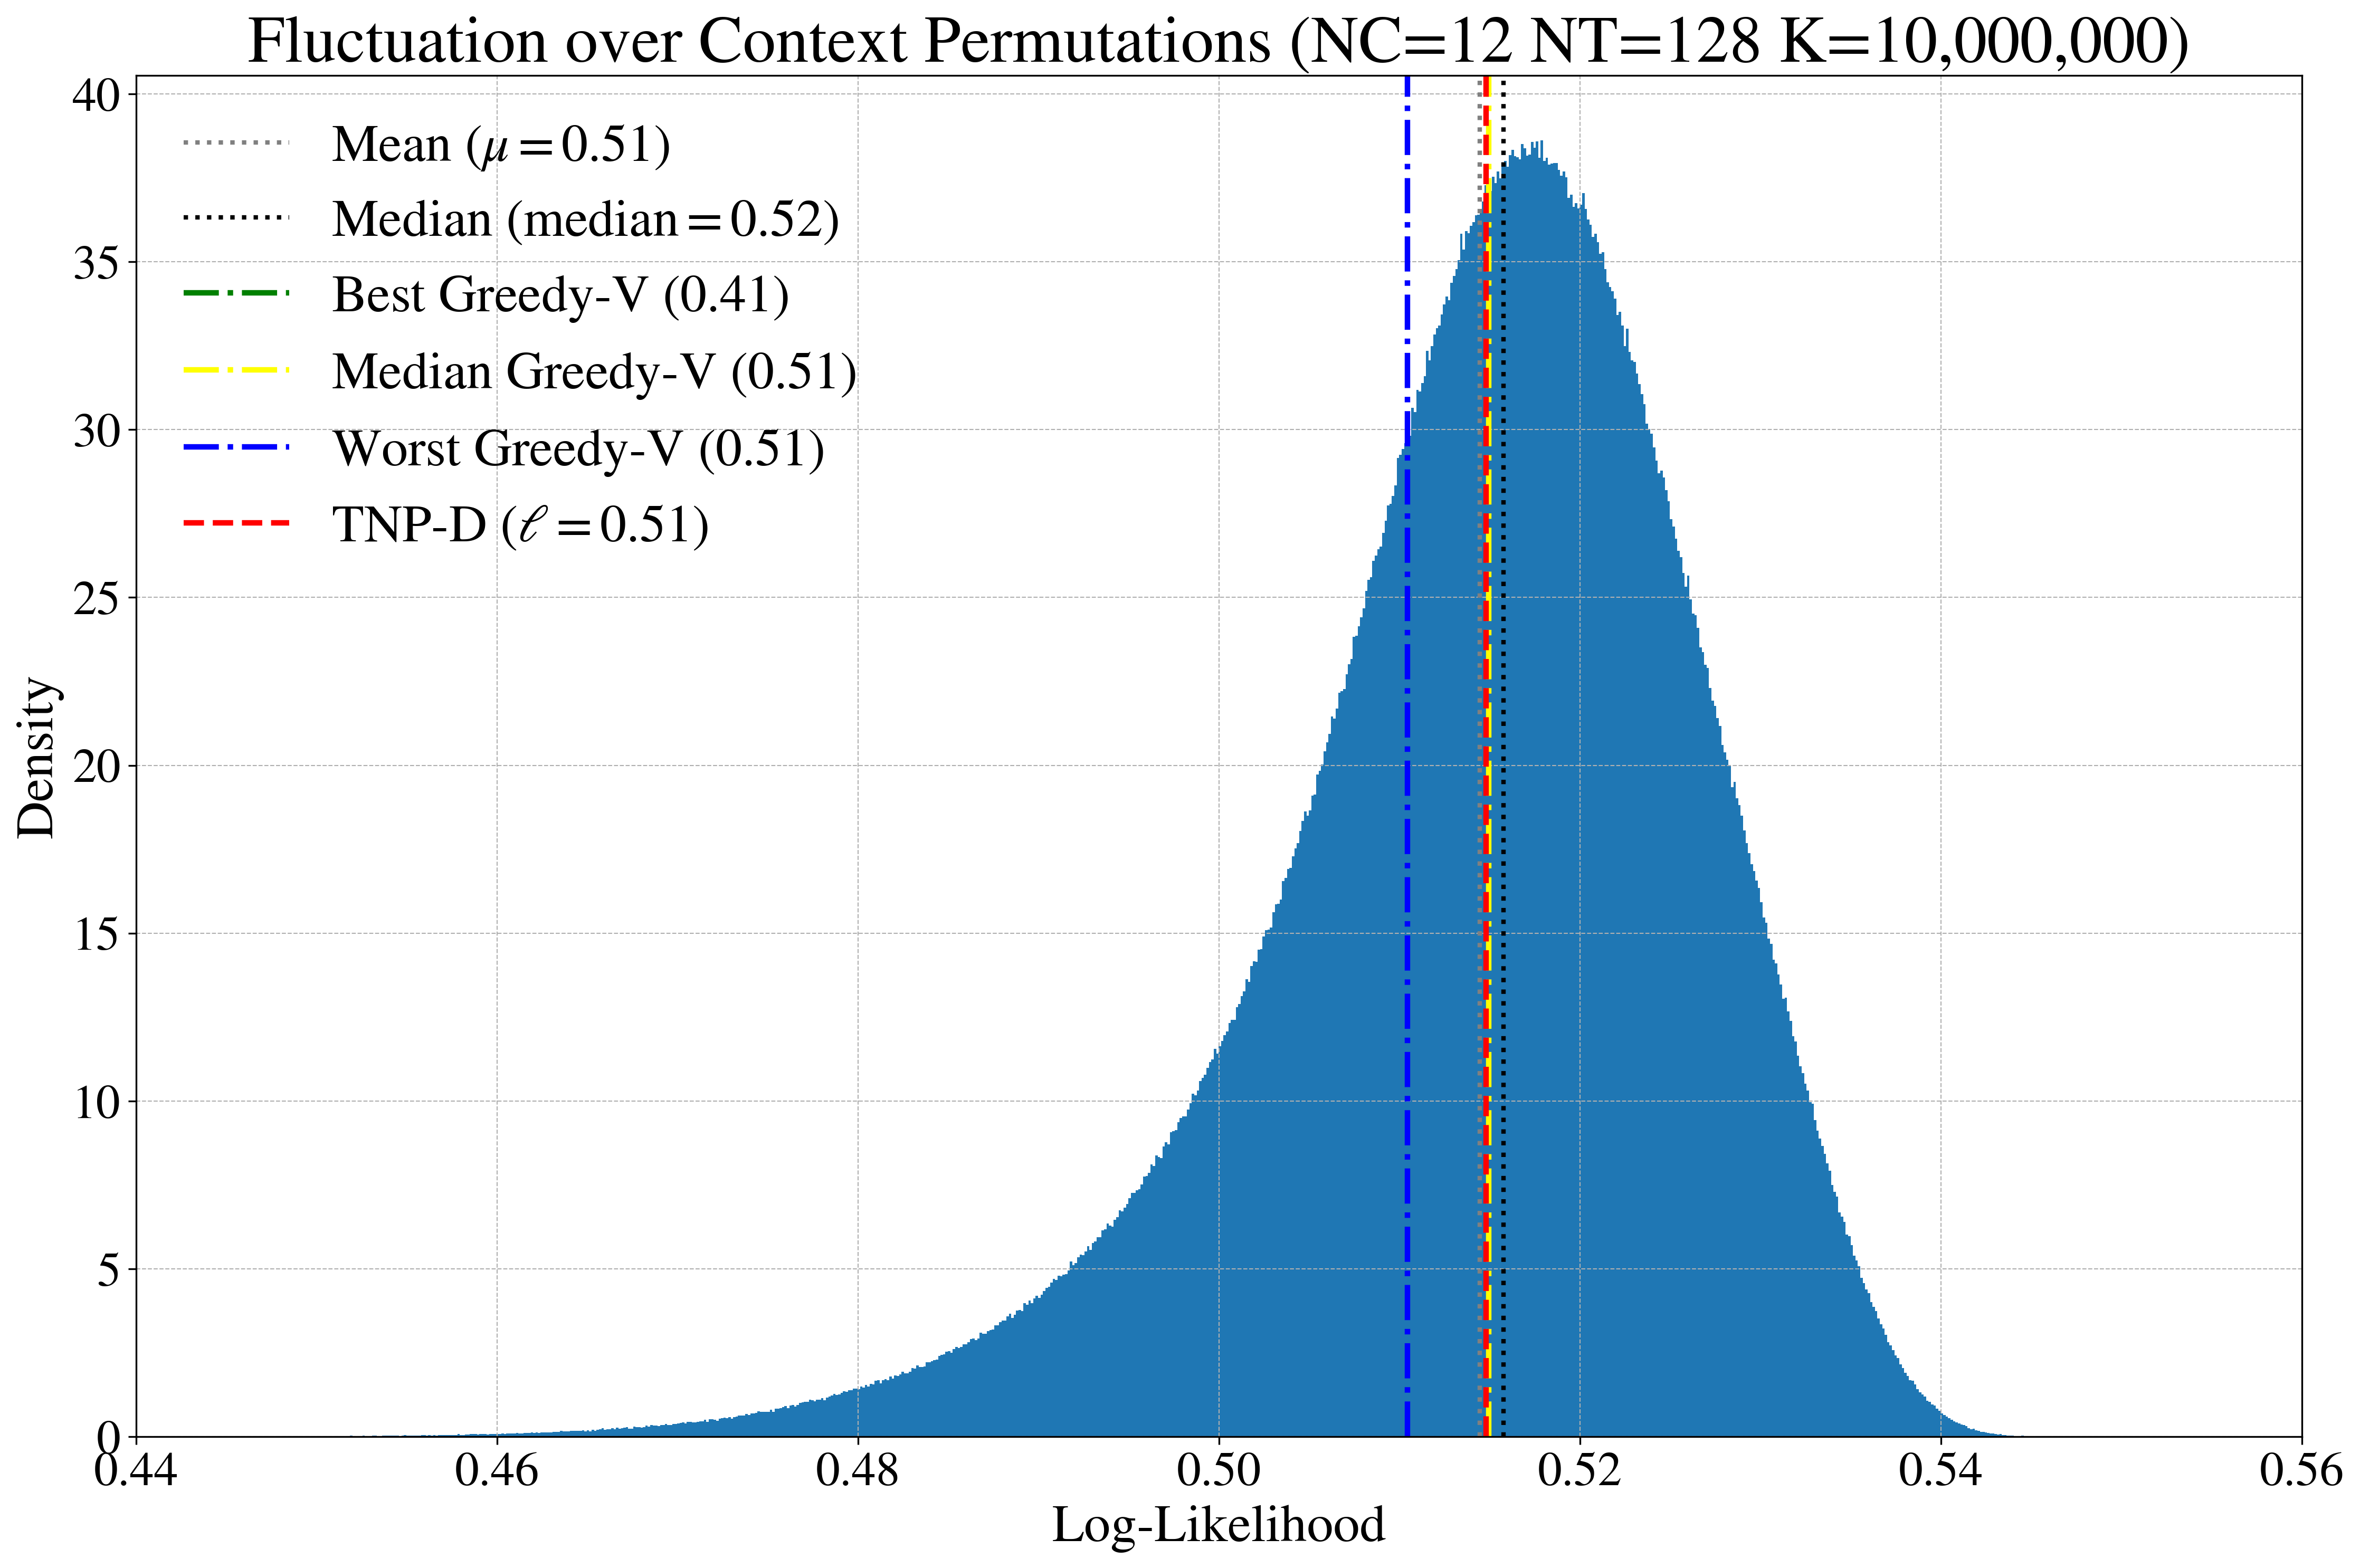 Fluctuation over Context Permutations (NC=12 NT=128 K=10,000,000)
40
35
30
25
20
15
10
5
0
Density
Mean (μ = 0.51)
Median (median = 0.52)
Best Greedy-V (0.41)
Median Greedy-V (0.51)
Worst Greedy-V (0.51)
TNP-D (ℓ = 0.51)
0.44 0.46 0.48 0.50 0.52 0.54 0.56
Log-Likelihood